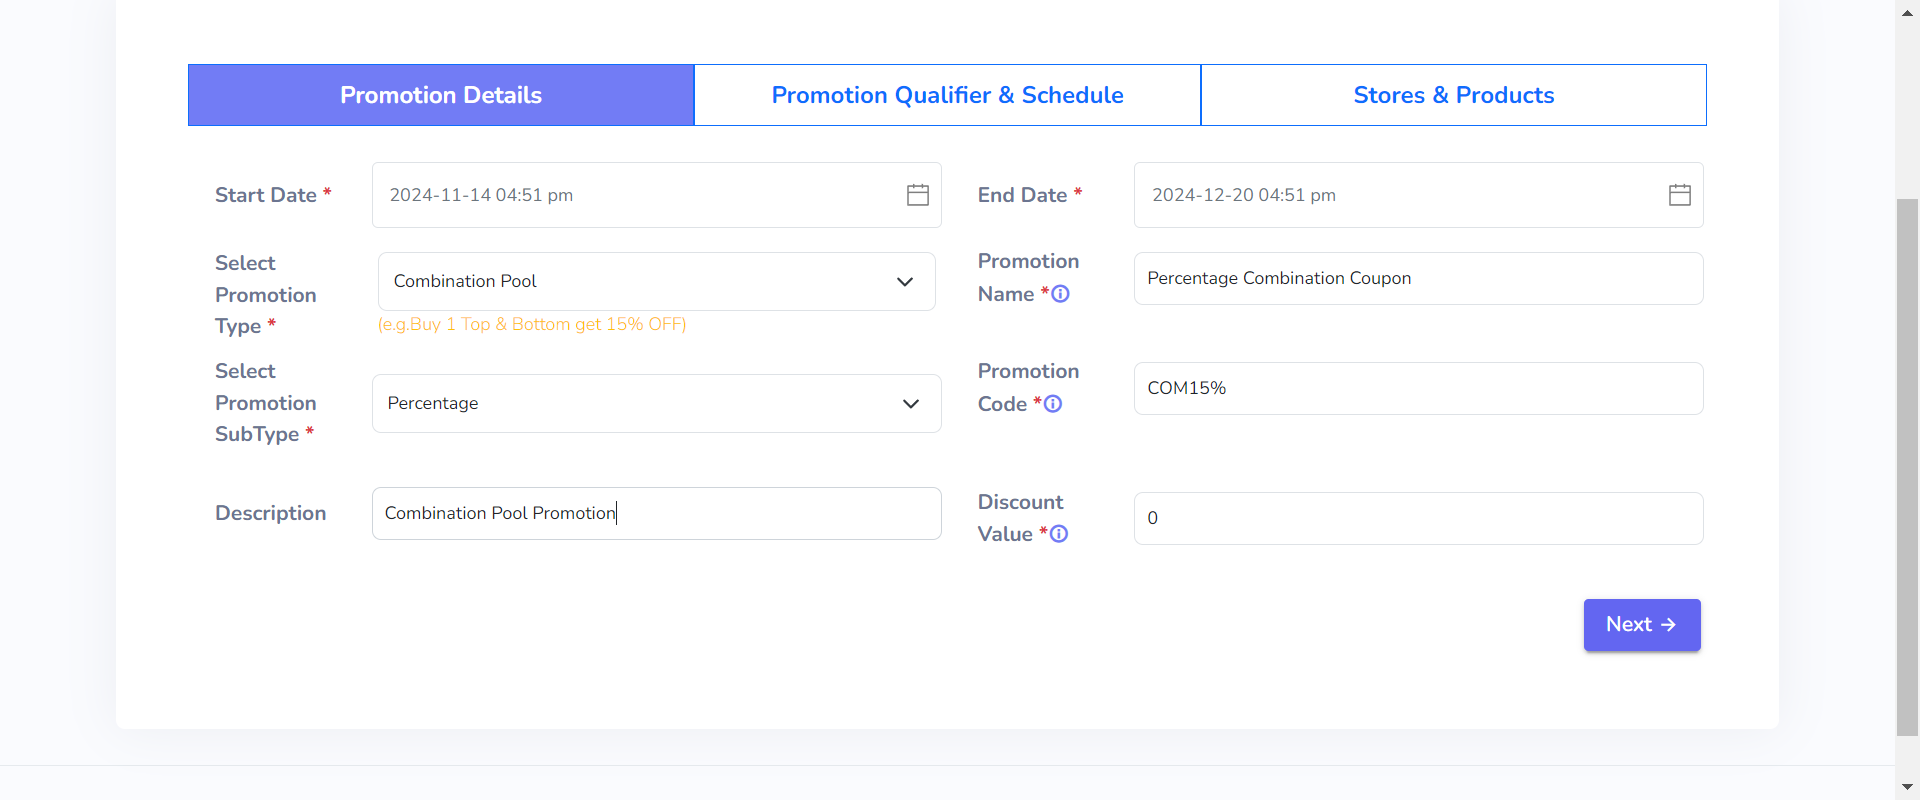 Promotion Details
Promotion Qualifier & Schedule
Stores & Products
Start Date *
2024-11-14 04:51 pm
End Date *
2024-12-20 04:51 pm
Select
Promotion
Type *
Combination Pool
(e.g.Buy 1 Top & Bottom get 15% OFF)
Promotion
Name *
Percentage Combination Coupon
Select
Promotion
SubType *
Percentage
Promotion
Code *
COM15%
Description
Combination Pool Promotion
Discount
Value *
0
Next →